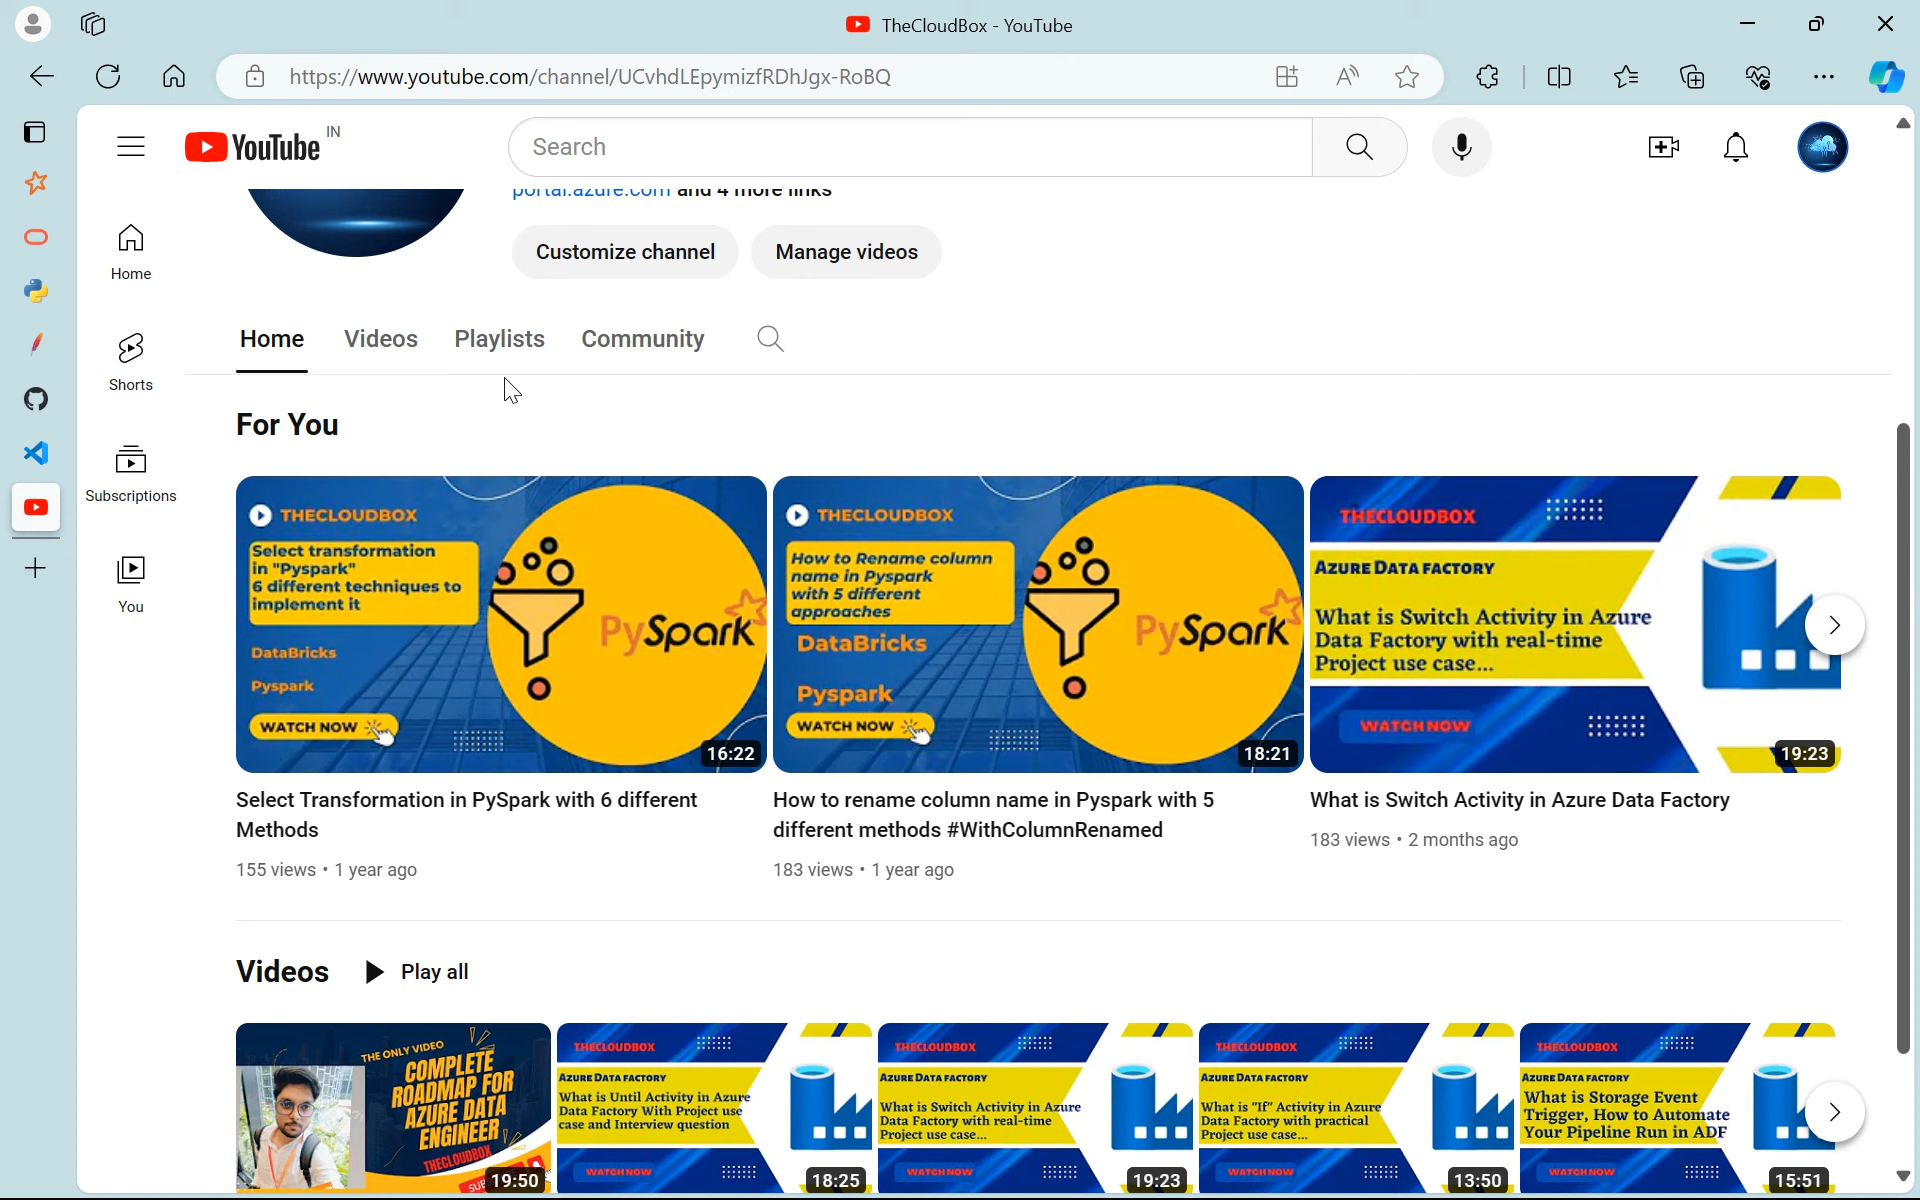 TheCloudBox - YouTube
https://www.youtube.com/channel/UCvhdLEpymizfRDhJgx-RoBQ
YouTube IN
Search
portal.azure.com and 4 more links
Customize channel
Manage videos
Home
Shorts
Subscriptions
You
Home Videos Playlists Community
For You
THECLOUDBOX
Select transformation
in "Pyspark"
6 different techniques to
implement it
DataBricks
Pyspark
WATCH NOW
PySpark
16:22
THECLOUDBOX
How to Rename column
name in Pyspark
with 5 different
approaches
DataBricks
Pyspark
WATCH NOW
PySpark
18:21
THECLOUDBOX
AZURE DATA FACTORY
What is Switch Activity in Azure
Data Factory with real-time
Project use case...
WATCH NOW
19:23
Select Transformation in PySpark with 6 different
Methods
155 views • 1 year ago
How to rename column name in Pyspark with 5
different methods #WithColumnRenamed
183 views • 1 year ago
What is Switch Activity in Azure Data Factory
183 views • 2 months ago
Videos
Play all
THE ONLY VIDEO
COMPLETE
ROADMAP FOR
AZURE DATA
ENGINEER
THECLOUDBOX
SUB
19:50
THECLOUDBOX
AZURE DATA FACTORY
What is Until Activity in Azure
Data Factory With Project use
case and Interview question
WATCH NOW
18:25
THECLOUDBOX
AZURE DATA FACTORY
What is Switch Activity in Azure
Data Factory with real-time
Project use case...
WATCH NOW
19:23
THECLOUDBOX
AZURE DATA FACTORY
What is "If" Activity in Azure
Data Factory with practical
Project use case...
WATCH NOW
13:50
THECLOUDBOX
AZURE DATA FACTORY
What is Storage Event
Trigger, How to Automate
Your Pipeline Run in ADF
WATCH NOW
15:51